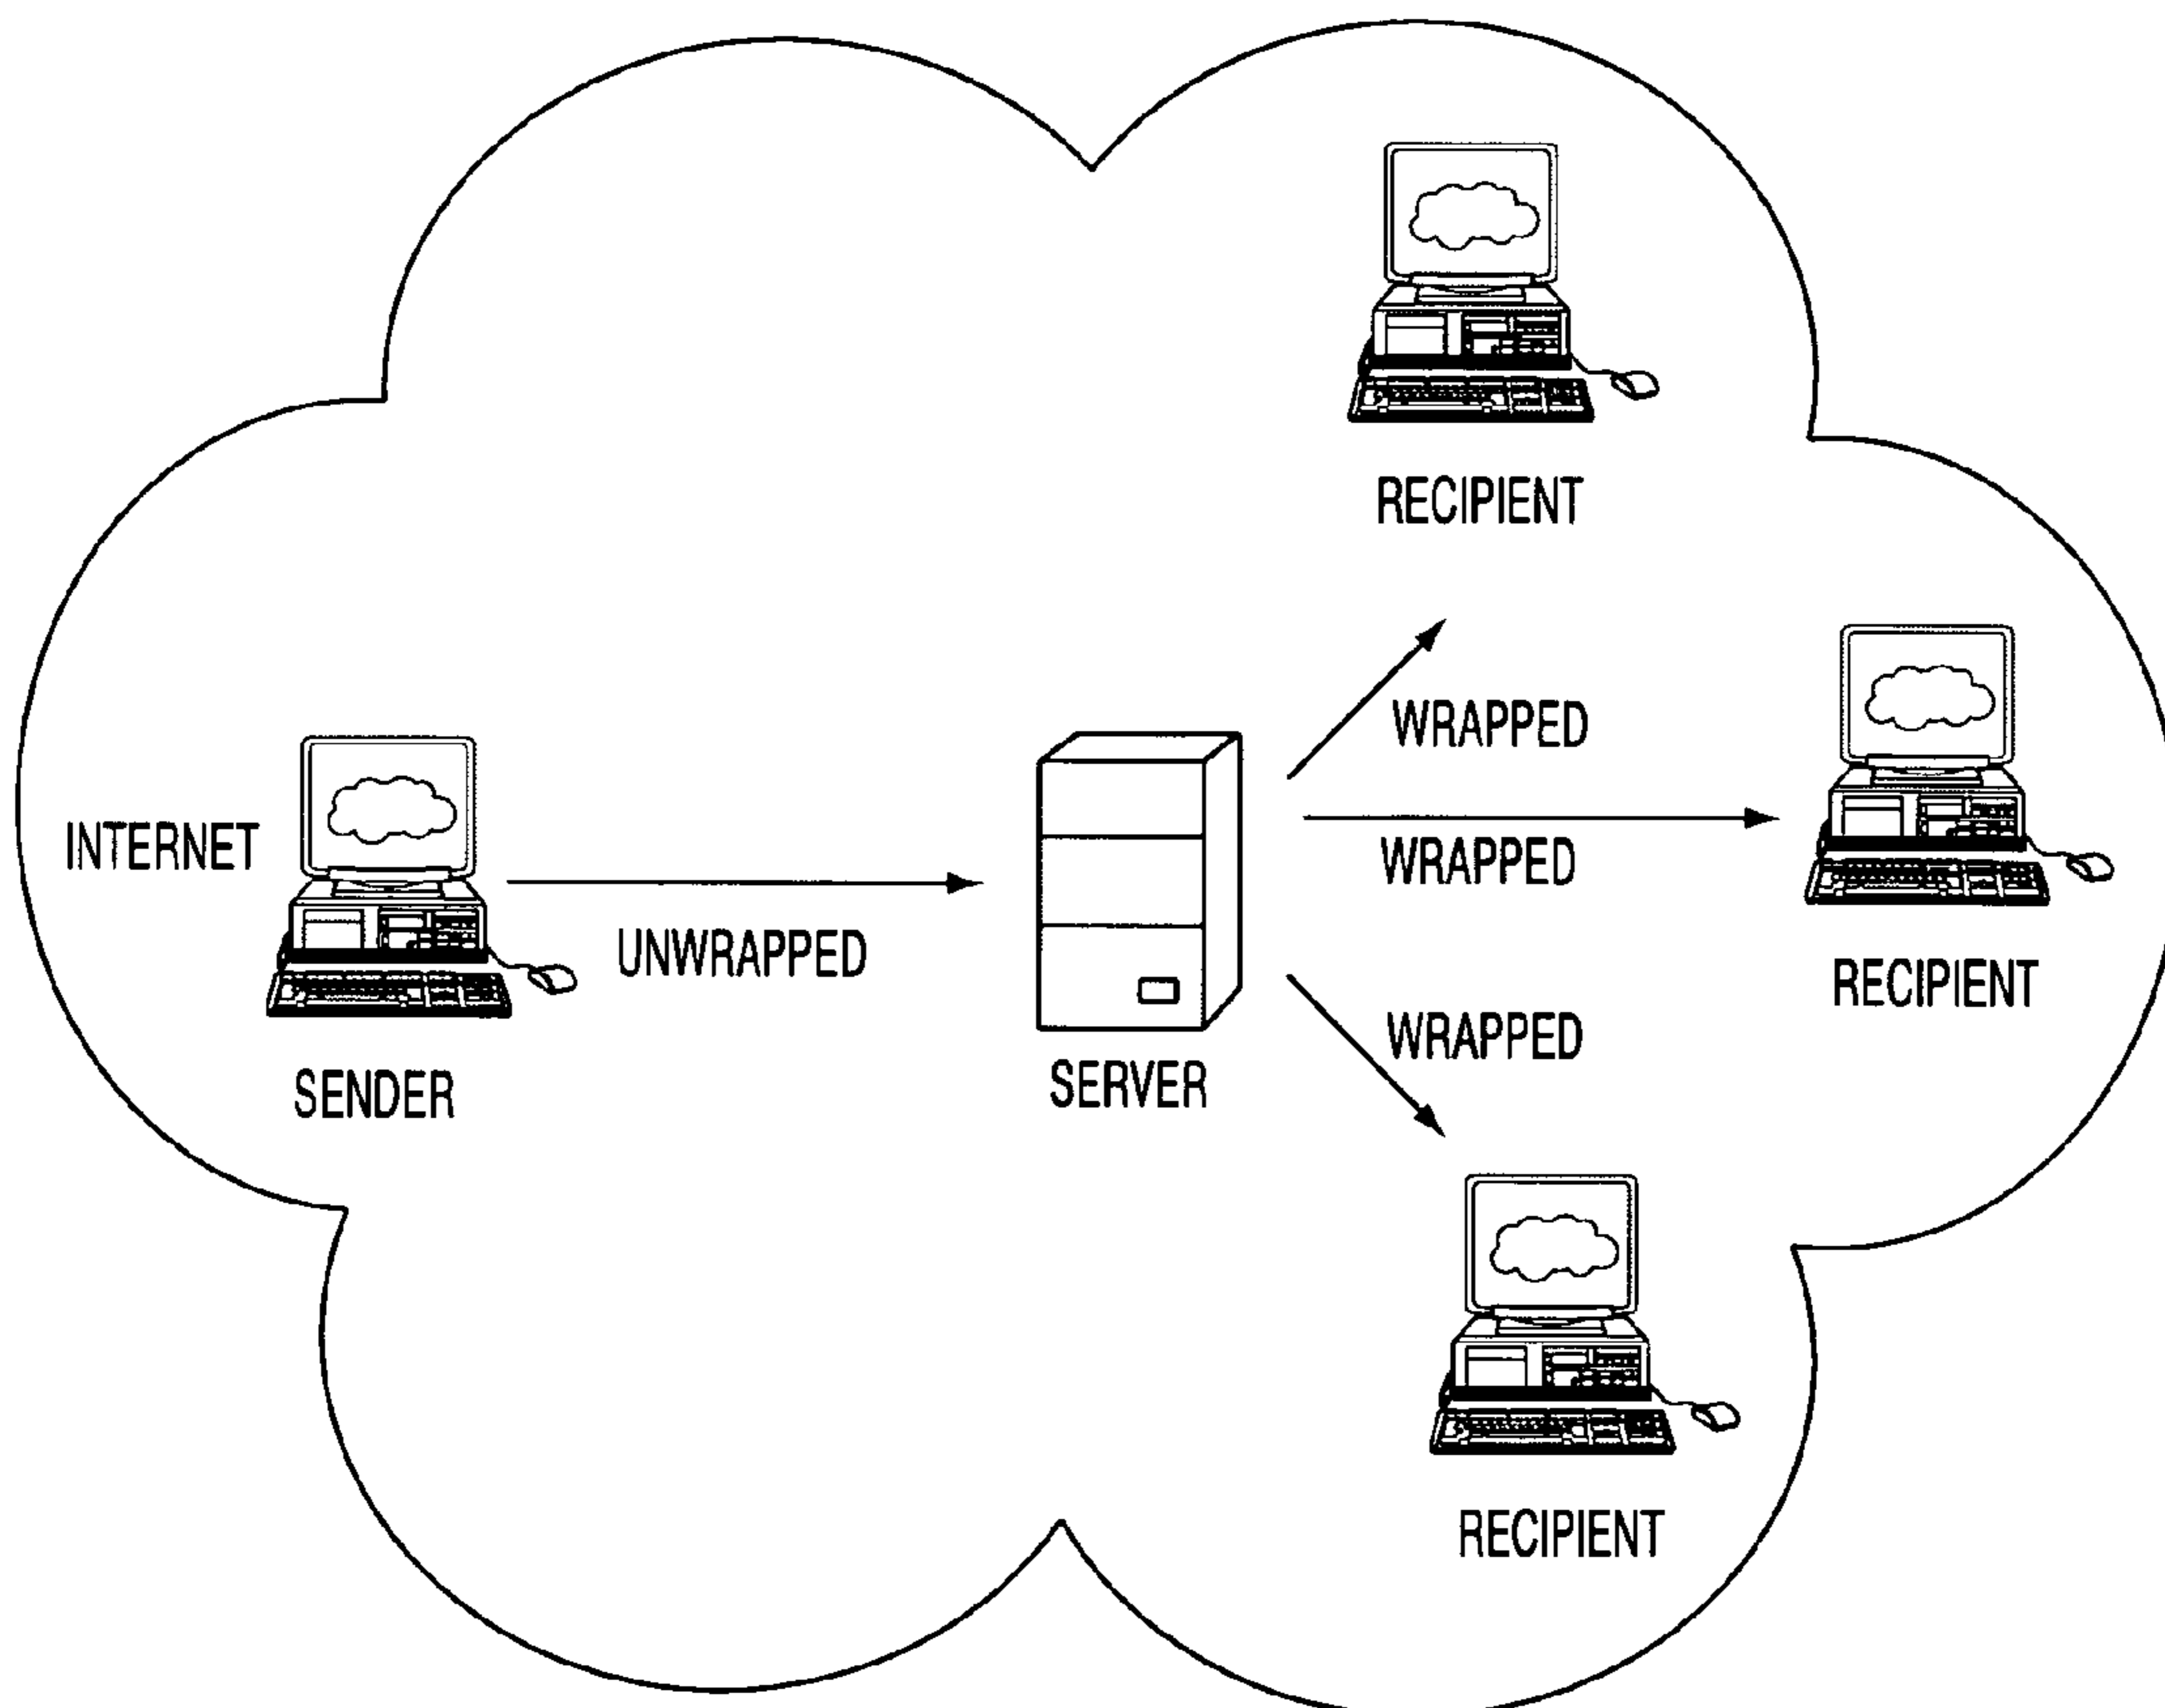 RECIPIENT
WRAPPED
INTERNET
WRAPPED
UNWRAPPED
RECIPIENT
WRAPPED
SENDER
SERVER
RECIPIENT